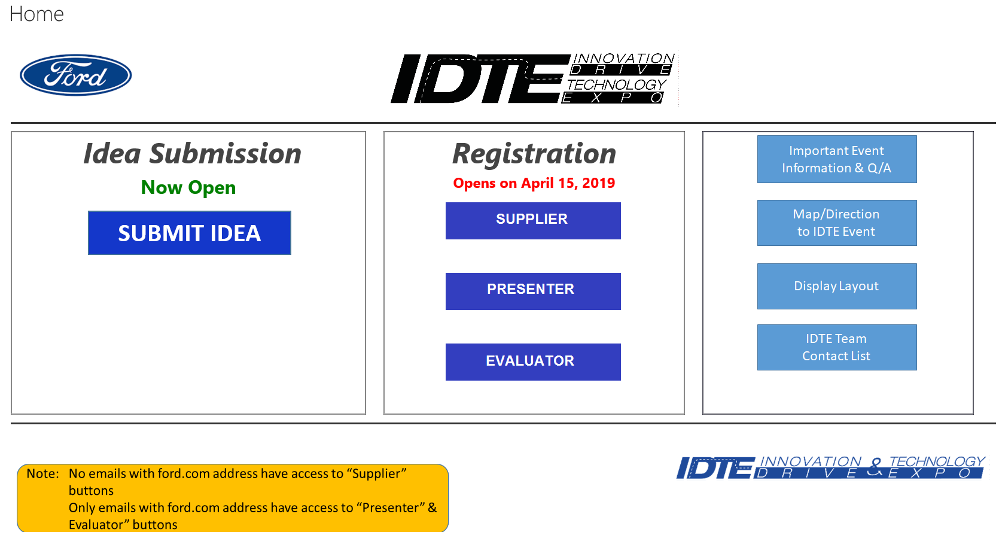 Home
Ford
IDTE
INNOVATION
DRIVE
TECHNOLOGY
EXPO
Idea Submission
Now Open
SUBMIT IDEA
Registration
Opens on April 15, 2019
SUPPLIER
PRESENTER
EVALUATOR
Important Event
Information & Q/A
Map/Direction
to IDTE Event
Display Layout
IDTE Team
Contact List
Note: No emails with ford.com address have access to “Supplier”
buttons
Only emails with ford.com address have access to “Presenter” &
Evaluator” buttons
IDTE INNOVATION & TECHNOLOGY
DRIVE EXPO